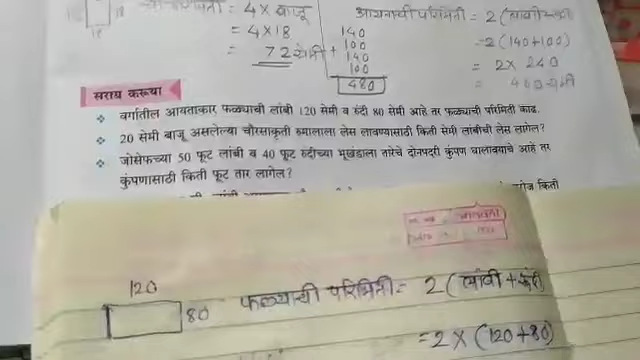 = 4 × बाजू
= 4 × 18
= 72 सेमी
18
140
+ 100
140
100
480
आयताची परिमिती = 2 (लांबी + रुंदी)
= 2 (140 + 100)
= 2 × 240
= 480 सेमी
सराव करूया
वर्गातील आयताकार फळ्याची लांबी 120 सेमी व रुंदी 80 सेमी आहे तर फळ्याची परिमिती काढ.
20 सेमी बाजू असलेल्या चौरसाकृती रुमालाला लेस लावण्यासाठी किती सेमी लांबीची लेस लागेल?
जोसेफच्या 50 फूट लांबी व 40 फूट रुंदीच्या भूखंडाला तारेचे दोनपदरी कुंपण घालावयाचे आहे तर
कुंपणासाठी किती फूट तार लागेल?
किती
120
80
फळ्याची परिमिती = 2 (लांबी + रुंदी)
= 2 × (120 + 80)